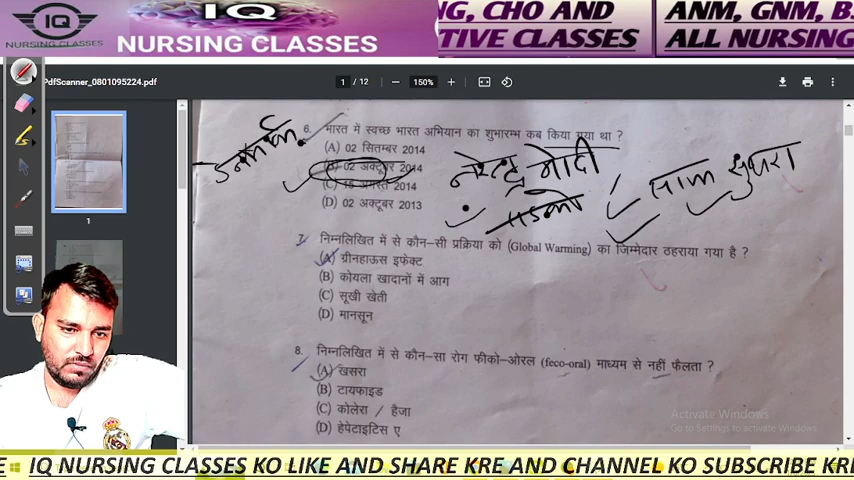 IQ
NURSING CLASSES
IQ
NURSING CLASSES
NG, CHO AND
TIVE CLASSES
ANM, GNM, B
ALL NURSING
PdfScanner_0801095224.pdf
1 / 12
150%
6. भारत में स्वच्छ भारत अभियान का शुभारम्भ कब किया गया था ?
(A) 02 सितम्बर 2014
(B) 02 अक्टूबर 2014
(C) 15 अगस्त 2014
(D) 02 अक्टूबर 2013
नरेन्द्र मोदी
7. निम्नलिखित में से कौन-सी प्रक्रिया को (Global Warming) का जिम्मेदार ठहराया गया है ?
(A) ग्रीनहाऊस इफेक्ट
(B) कोयला खादानों में आग
(C) सूखी खेती
(D) मानसून
8. निम्नलिखित में से कौन-सा रोग फीको-ओरल (feco-oral) माध्यम से नहीं फैलता ?
(A) खसरा
(B) टायफाइड
(C) कोलेरा / हैजा
(D) हेपेटाइटिस ए
1
Activate Windows
Go to Settings to activate Windows.
E IQ NURSING CLASSES KO LIKE AND SHARE KRE AND CHANNEL KO SUBSCRIBE KRE